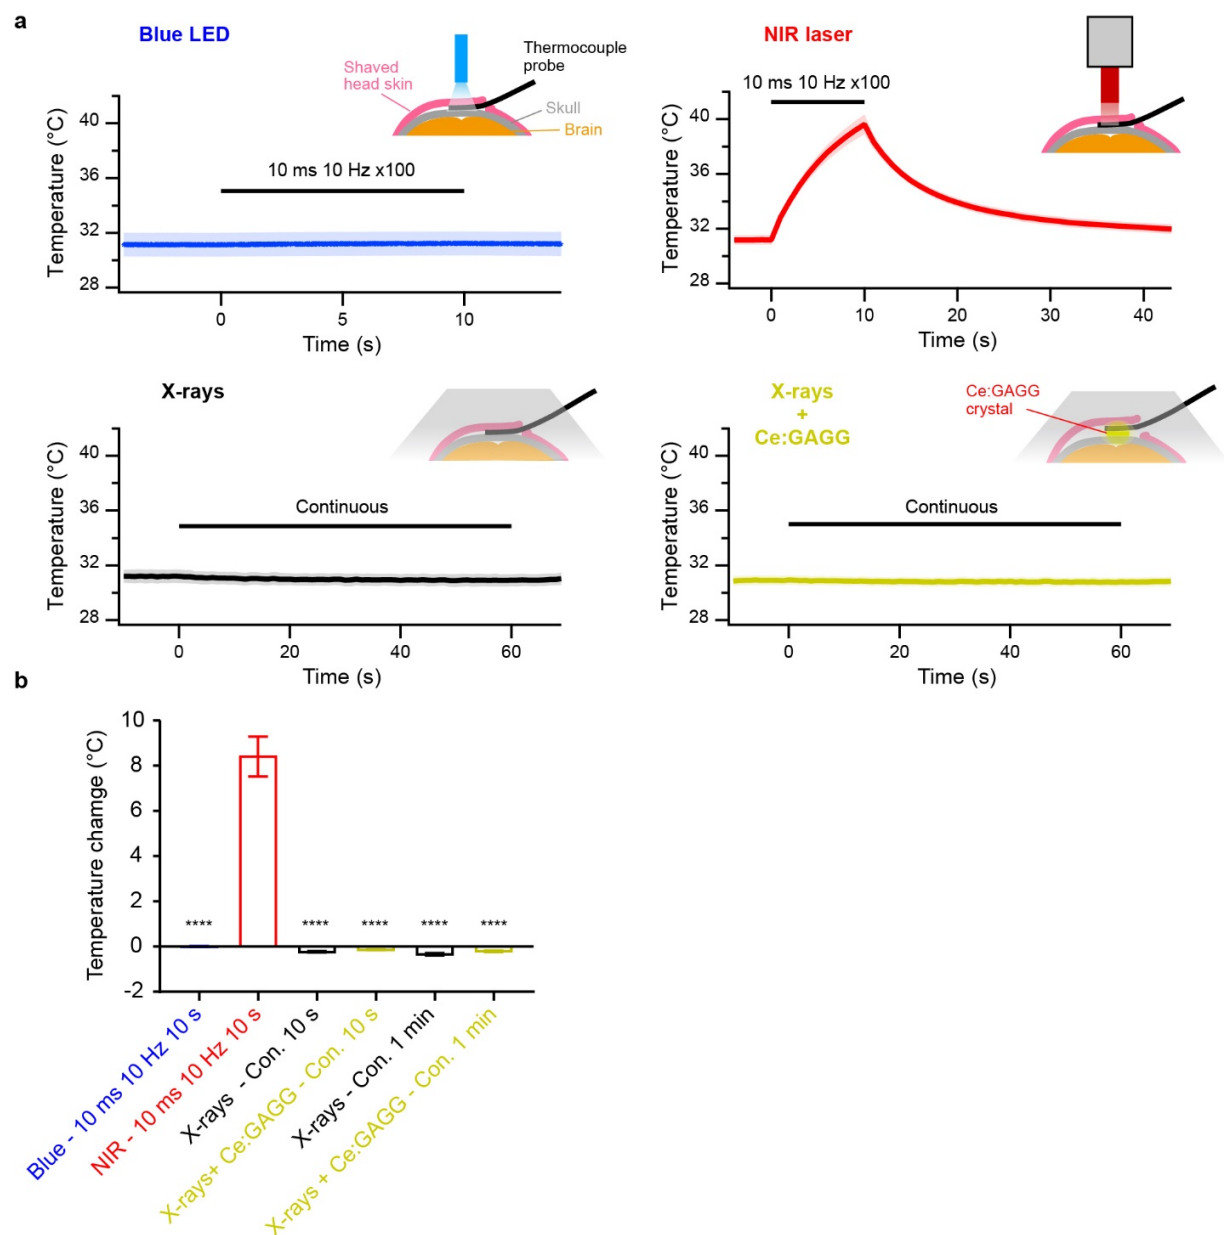 a
Blue LED
Thermocouple
probe
Shaved
head skin
Skull
Brain
10 ms 10 Hz x100
Temperature (°C)
40
36
32
28
0 5 10
Time (s)
NIR laser
10 ms 10 Hz x100
Temperature (°C)
40
36
32
28
0 10 20 30 40
Time (s)
X-rays
Continuous
Temperature (°C)
40
36
32
28
0 20 40 60
Time (s)
X-rays
+
Ce:GAGG
Ce:GAGG
crystal
Continuous
Temperature (°C)
40
36
32
28
0 20 40 60
Time (s)
b
Temperature chamge (°C)
10
8
6
4
2
0
-2
**** **** **** **** ****
Blue - 10 ms 10 Hz 10 s
NIR - 10 ms 10 Hz 10 s
X-rays - Con. 10 s
X-rays+ Ce:GAGG - Con. 10 s
X-rays - Con. 1 min
X-rays + Ce:GAGG - Con. 1 min